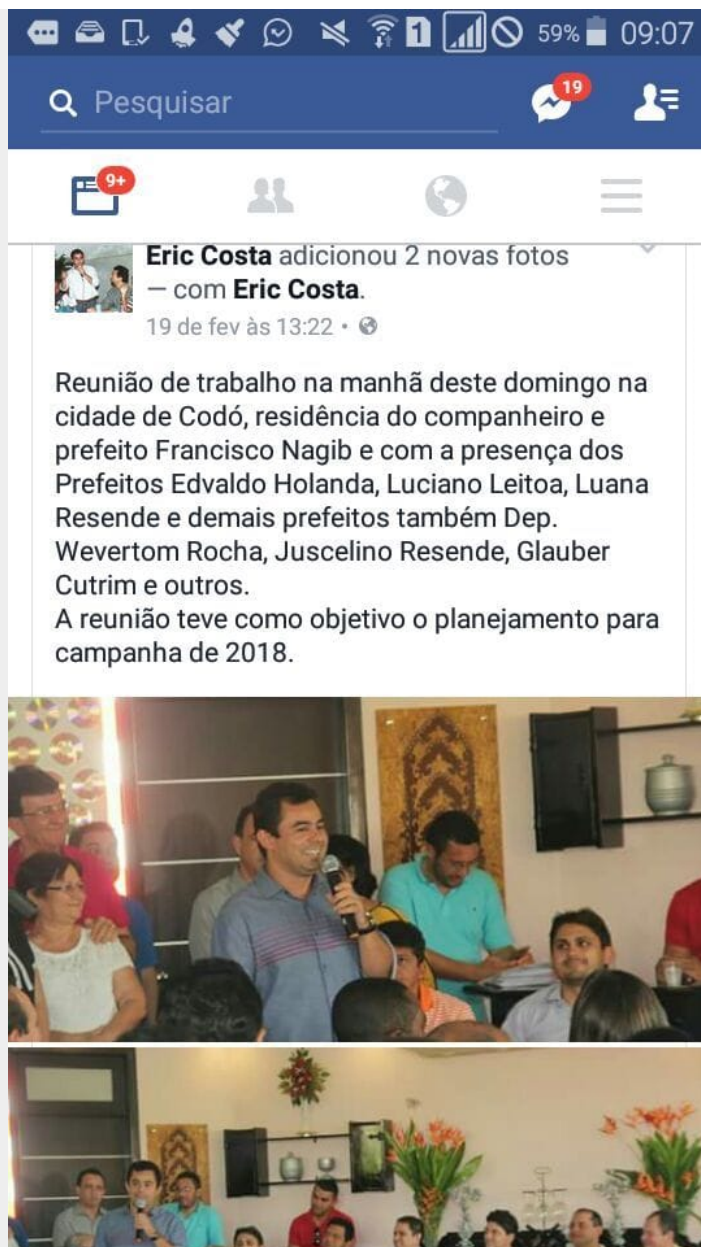 59% 09:07
Pesquisar
19
9+
Eric Costa adicionou 2 novas fotos
— com Eric Costa.
19 de fev às 13:22 •
Reunião de trabalho na manhã deste domingo na
cidade de Codó, residência do companheiro e
prefeito Francisco Nagib e com a presença dos
Prefeitos Edvaldo Holanda, Luciano Leitoa, Luana
Resende e demais prefeitos também Dep.
Wevertom Rocha, Juscelino Resende, Glauber
Cutrim e outros.
A reunião teve como objetivo o planejamento para
campanha de 2018.